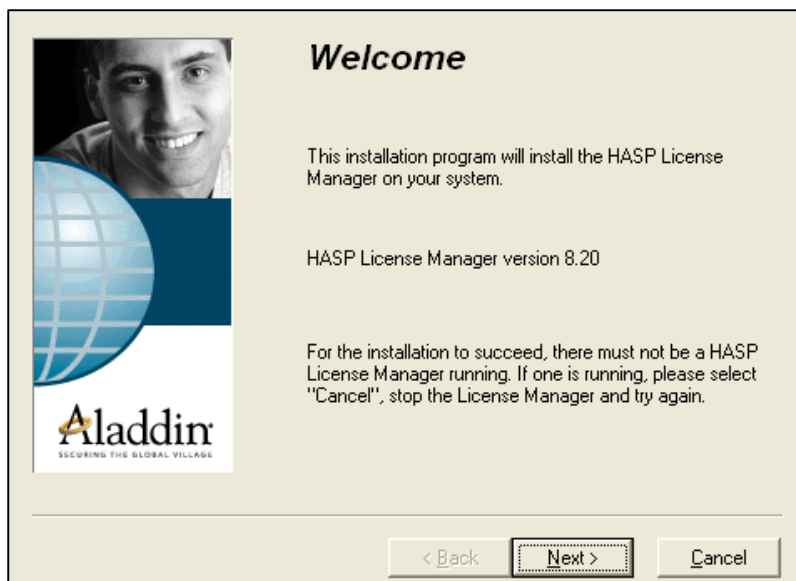 Welcome
This installation program will install the HASP License
Manager on your system.
HASP License Manager version 8.20
For the installation to succeed, there must not be a HASP
License Manager running. If one is running, please select
"Cancel", stop the License Manager and try again.
Aladdin
SECURING THE GLOBAL VILLAGE
< Back
Next >
Cancel